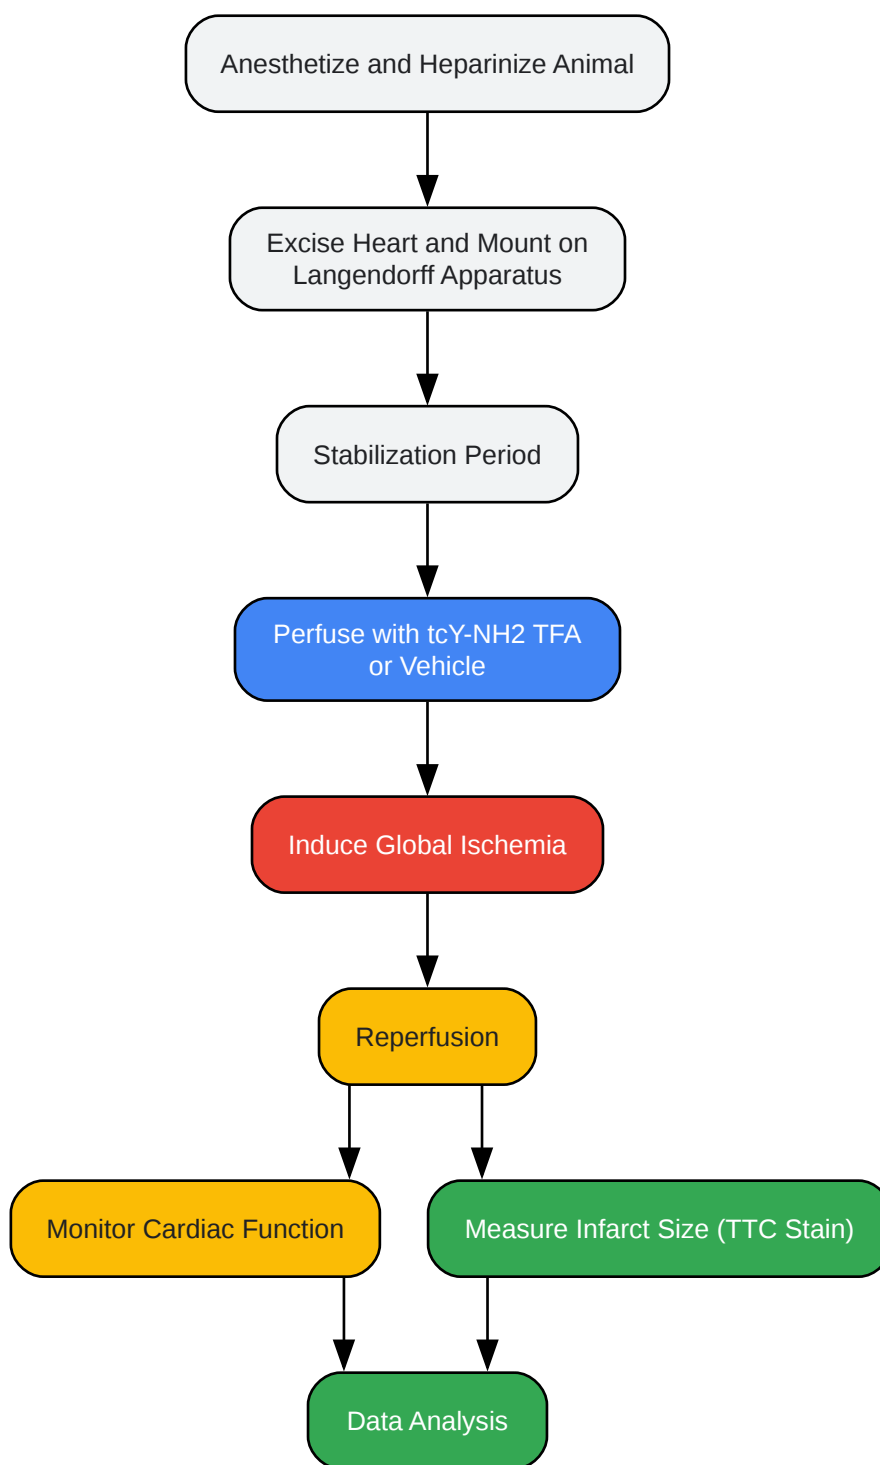 Anesthetize and Heparinize Animal
Excise Heart and Mount on
Langendorff Apparatus
Stabilization Period
Perfuse with tcY-NH2 TFA
or Vehicle
Induce Global Ischemia
Reperfusion
Monitor Cardiac Function
Measure Infarct Size (TTC Stain)
Data Analysis